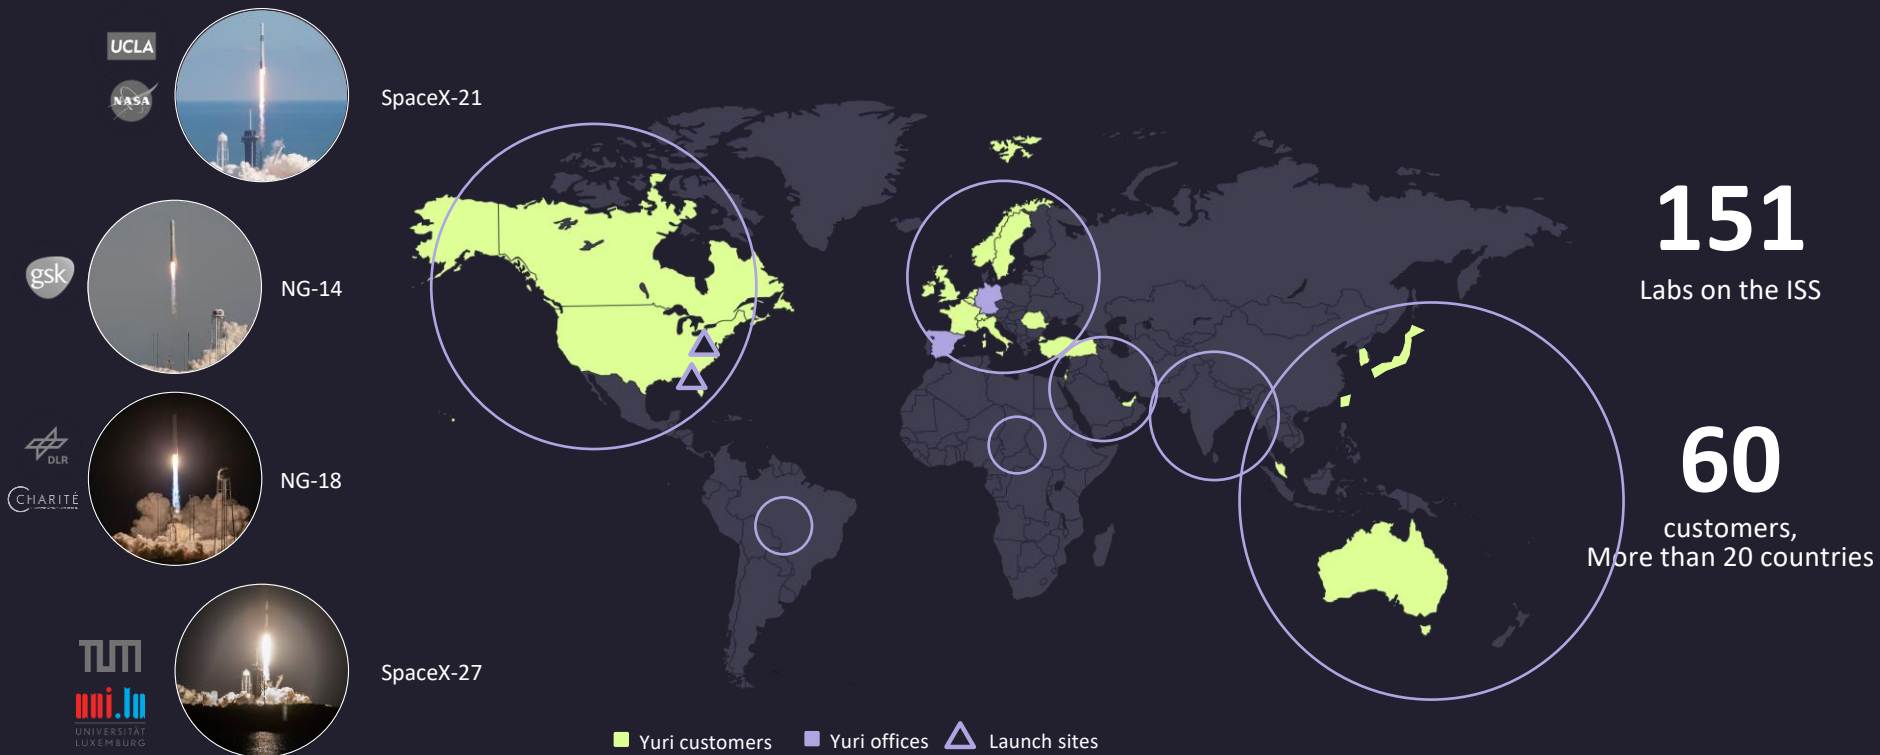 UCLA
NASA
SpaceX-21
gsk
NG-14
DLR
CHARITÉ
NG-18
TUM
uni.lu
UNIVERSITÄT
LUXEMBURG
SpaceX-27
151
Labs on the ISS
60
customers,
More than 20 countries
Yuri customers
Yuri offices
Launch sites